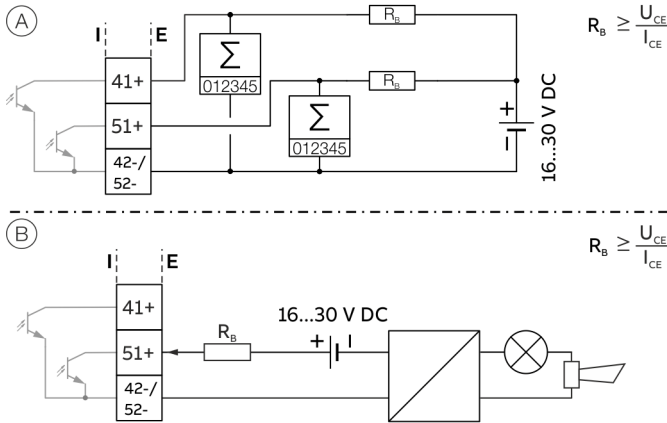 A
I E
41+
51+
42-/
52-
Σ
012345
Σ
012345
R_B
R_B
+
-
16...30 V DC
R_B ≥ U_CE
I_CE
B
I E
41+
51+
42-/
52-
R_B
16...30 V DC
+ -
R_B ≥ U_CE
I_CE